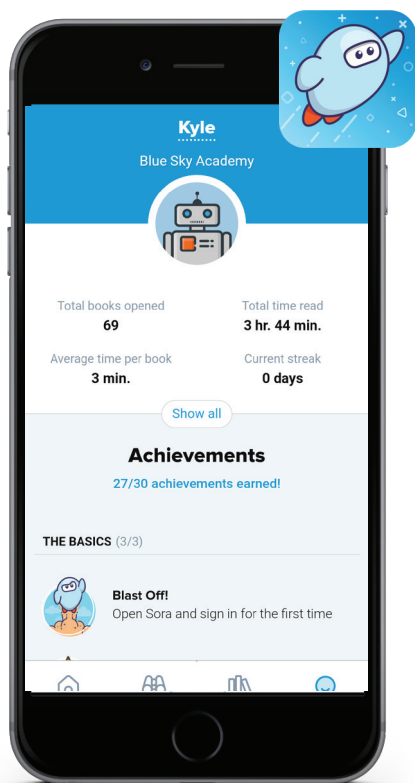 Kyle
Blue Sky Academy
Total books opened
69
Total time read
3 hr. 44 min.
Average time per book
3 min.
Current streak
0 days
Show all
Achievements
27/30 achievements earned!
THE BASICS (3/3)
Blast Off!
Open Sora and sign in for the first time